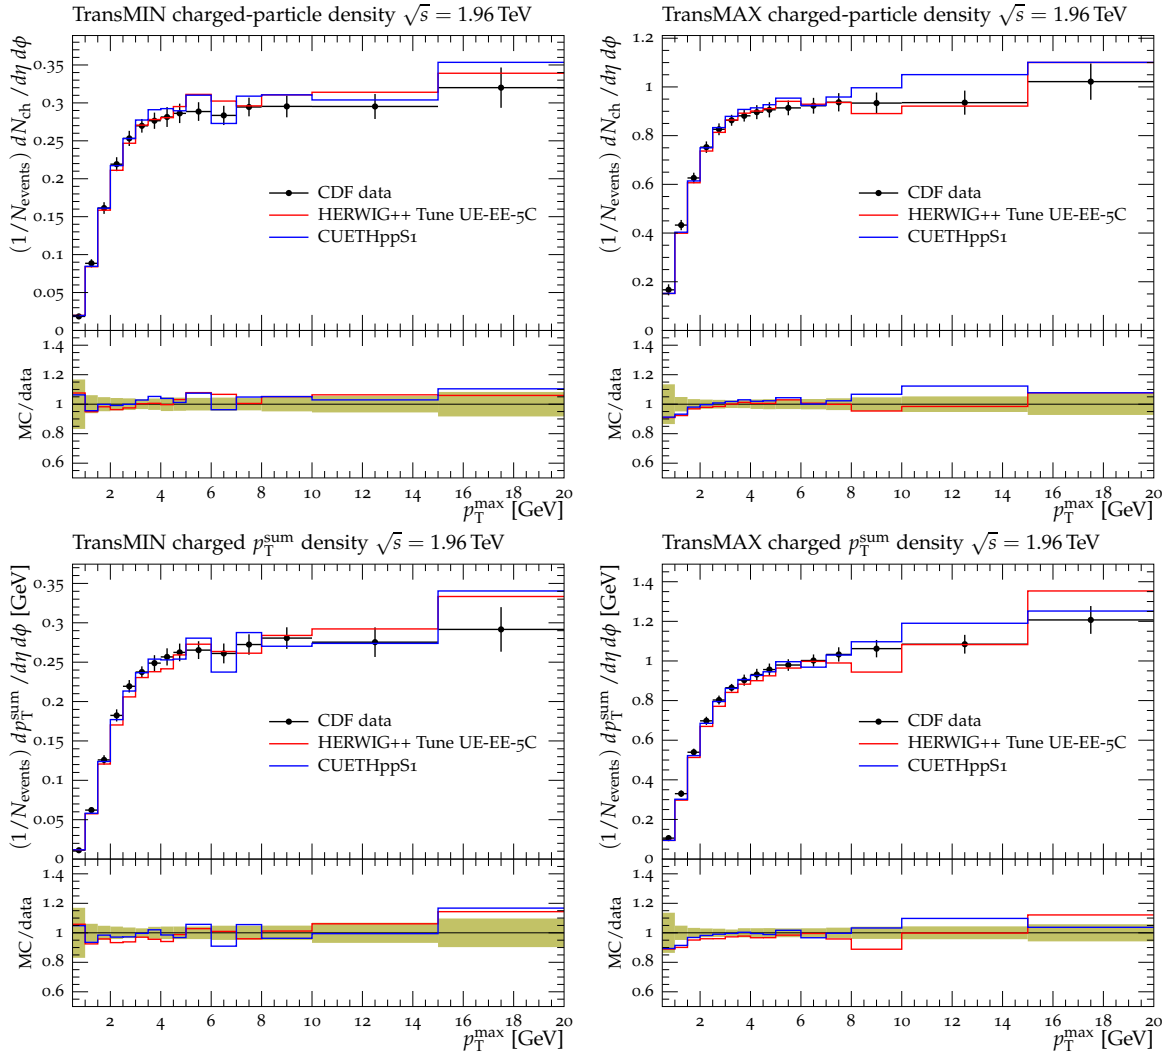 TransMIN charged-particle density √s = 1.96 TeV
(1/N_events) dN_ch/dη dϕ
0.35
0.3
0.25
0.2
0.15
0.1
0.05
0
CDF data
HERWIG++ Tune UE-EE-5C
CUETHppS1
MC/data
1.4
1.2
1
0.8
0.6
2 4 6 8 10 12 14 16 18 20
p_T^max [GeV]
TransMAX charged-particle density √s = 1.96 TeV
(1/N_events) dN_ch/dη dϕ
1.2
1
0.8
0.6
0.4
0.2
0
CDF data
HERWIG++ Tune UE-EE-5C
CUETHppS1
MC/data
1.4
1.2
1
0.8
0.6
2 4 6 8 10 12 14 16 18 20
p_T^max [GeV]
TransMIN charged p_T^sum density √s = 1.96 TeV
(1/N_events) dp_T^sum/dη dϕ [GeV]
0.35
0.3
0.25
0.2
0.15
0.1
0.05
0
CDF data
HERWIG++ Tune UE-EE-5C
CUETHppS1
MC/data
1.4
1.2
1
0.8
0.6
2 4 6 8 10 12 14 16 18 20
p_T^max [GeV]
TransMAX charged p_T^sum density √s = 1.96 TeV
(1/N_events) dp_T^sum/dη dϕ [GeV]
1.4
1.2
1
0.8
0.6
0.4
0.2
0
CDF data
HERWIG++ Tune UE-EE-5C
CUETHppS1
MC/data
1.4
1.2
1
0.8
0.6
2 4 6 8 10 12 14 16 18 20
p_T^max [GeV]